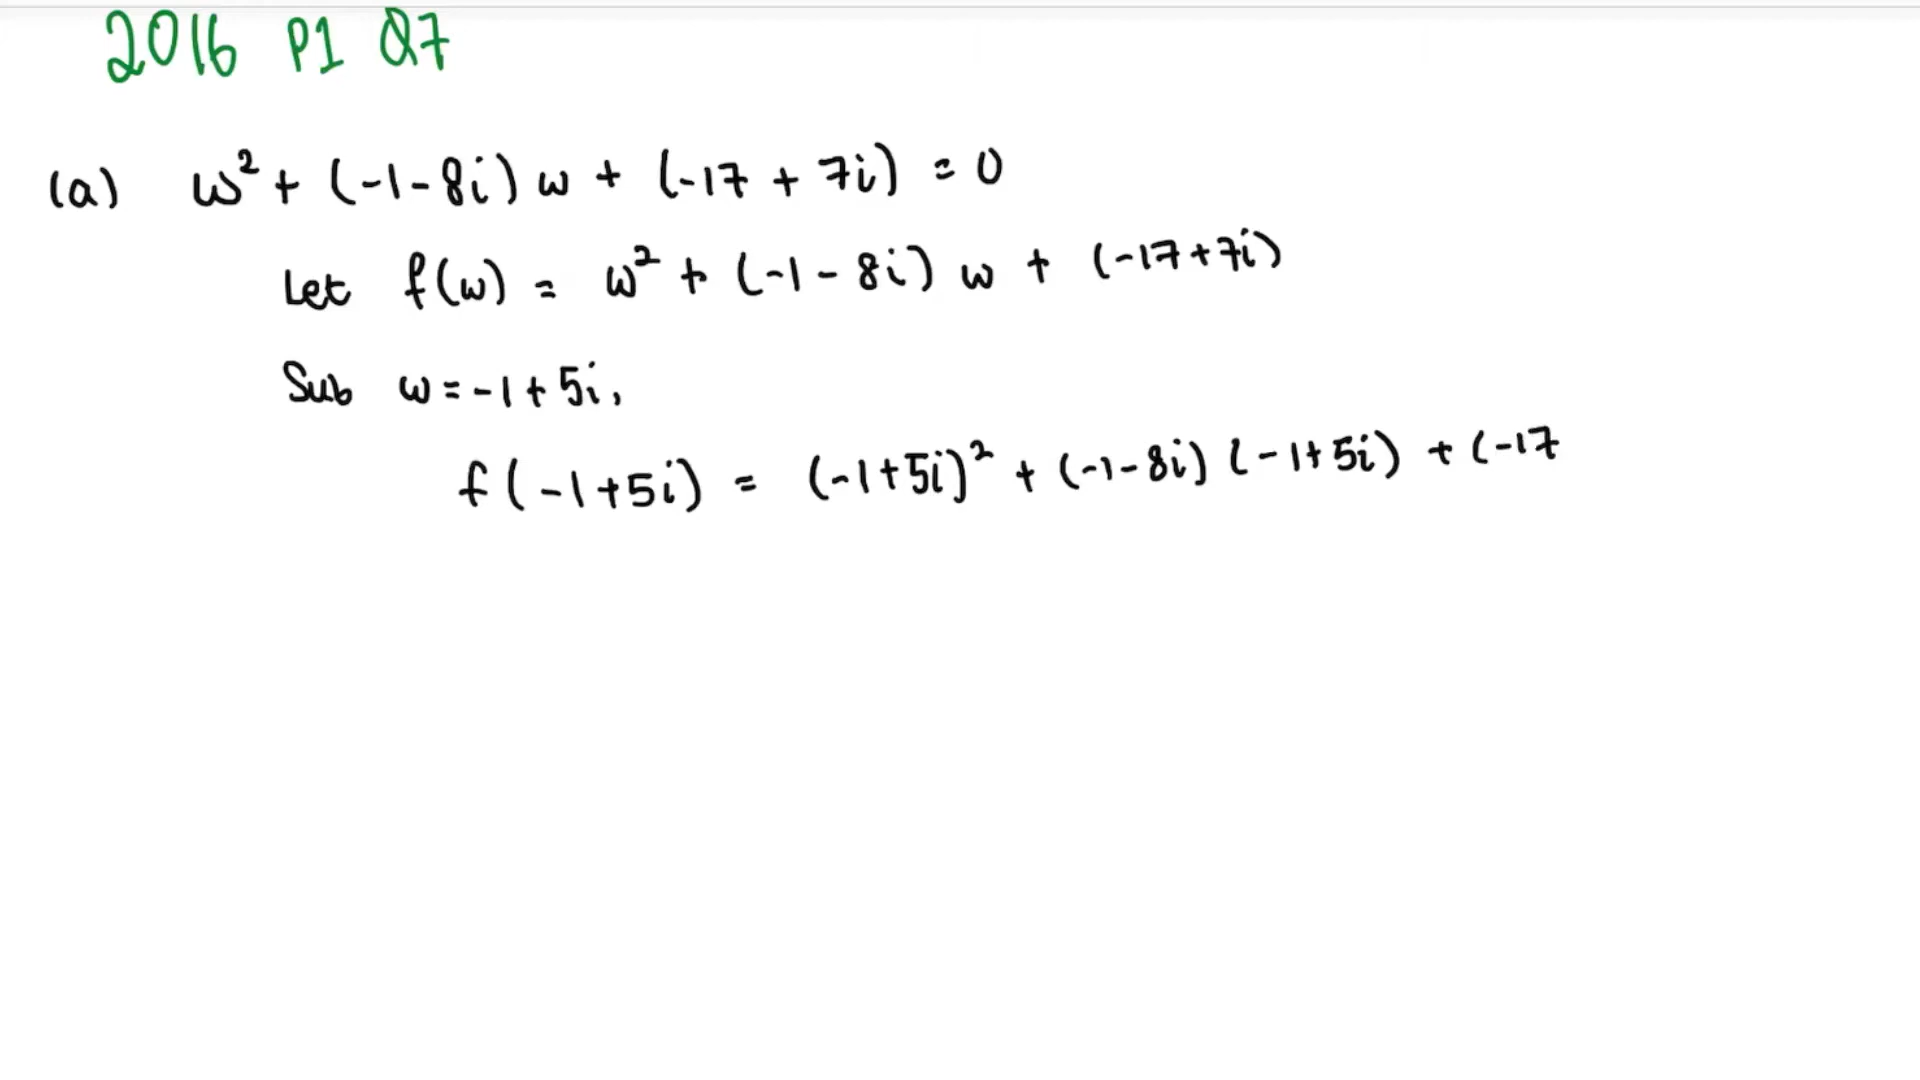 2016 P1 Q7
(a) w² + (-1-8i) w + (-17 + 7i) = 0
Let f(w) = w² + (-1-8i) w + (-17+7i)
Sub w = -1+5i,
f(-1+5i) = (-1+5i)² + (-1-8i)(-1+5i) + (-17